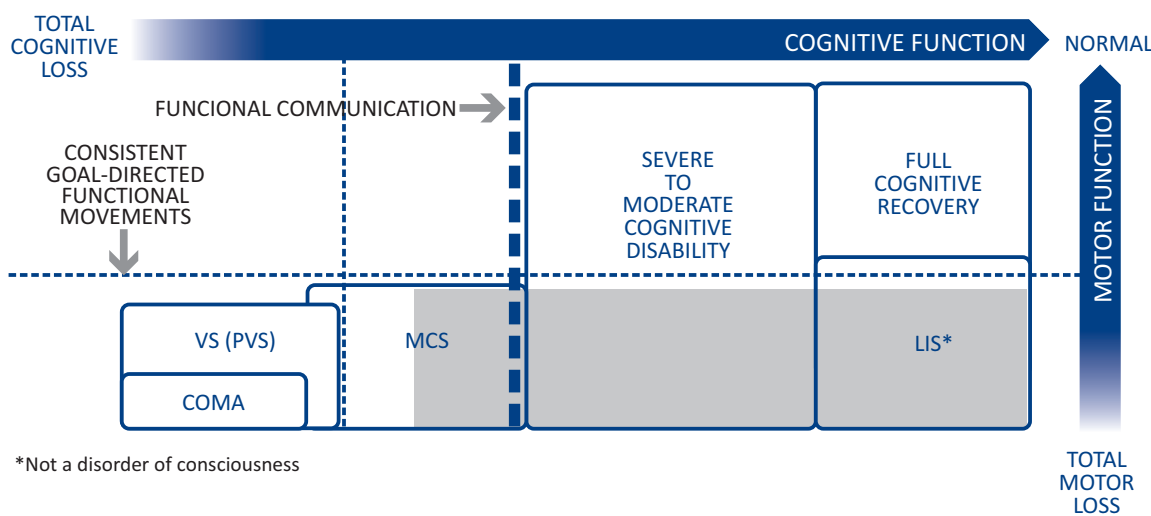 TOTAL
COGNITIVE
LOSS
COGNITIVE FUNCTION
NORMAL
FUNCIONAL COMMUNICATION
CONSISTENT
GOAL-DIRECTED
FUNCTIONAL
MOVEMENTS
SEVERE
TO
MODERATE
COGNITIVE
DISABILITY
FULL
COGNITIVE
RECOVERY
MOTOR FUNCTION
VS (PVS)
MCS
LIS*
COMA
*Not a disorder of consciousness
TOTAL
MOTOR
LOSS